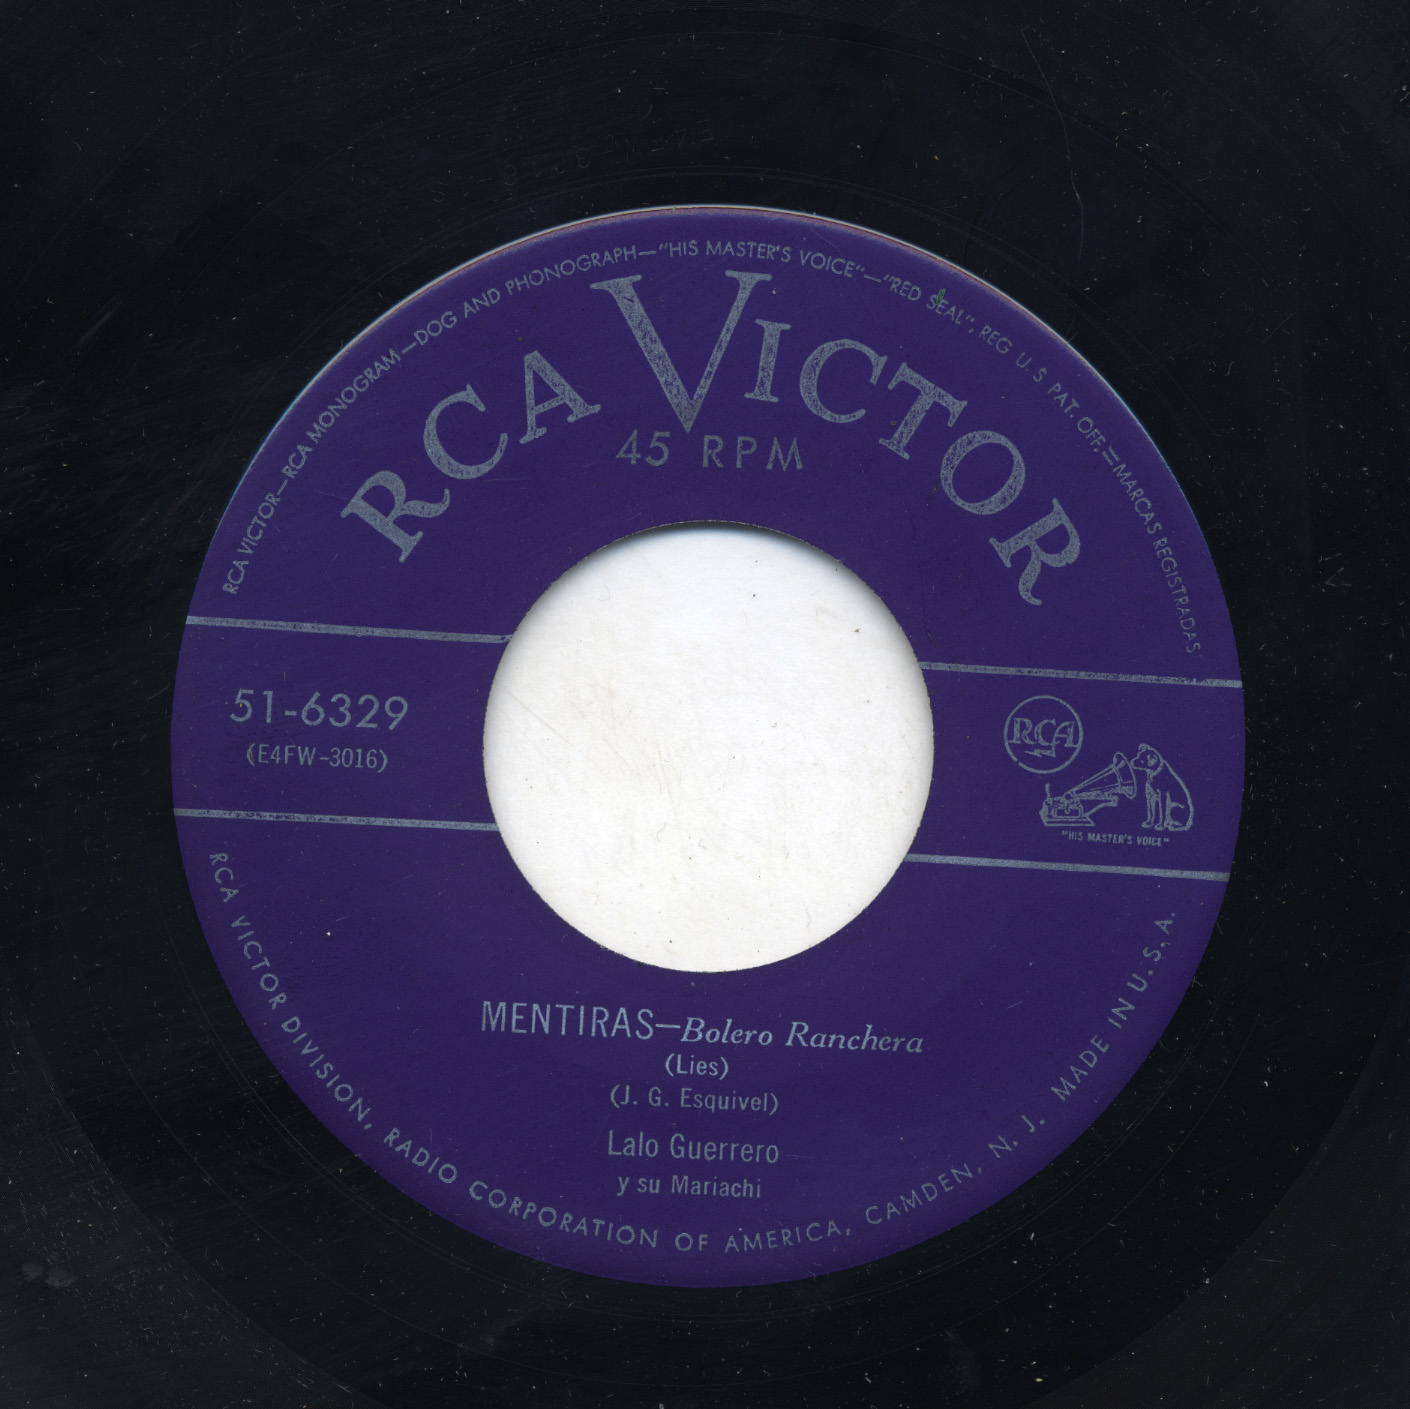 RCA VICTOR—RCA MONOGRAM—DOG AND PHONOGRAPH—"HIS MASTER'S VOICE"—"RED SEAL", REG U.S PAT. OFF.—MARCAS REGISTRADAS
RCA VICTOR
45 RPM
51-6329
(E4FW-3016)
RCA
"HIS MASTER'S VOICE"
MENTIRAS—Bolero Ranchera
(Lies)
(J. G. Esquivel)
Lalo Guerrero
y su Mariachi
RCA VICTOR DIVISION, RADIO CORPORATION OF AMERICA, CAMDEN, N. J. MADE IN U. S. A.